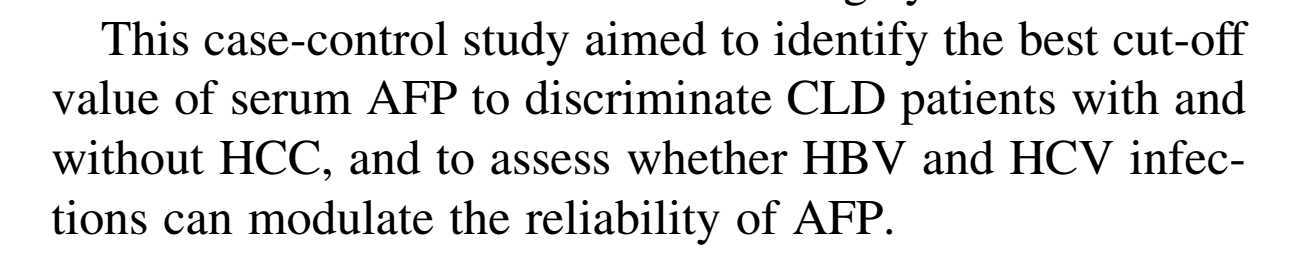 This case-control study aimed to identify the best cut-off
value of serum AFP to discriminate CLD patients with and
without HCC, and to assess whether HBV and HCV infec-
tions can modulate the reliability of AFP.